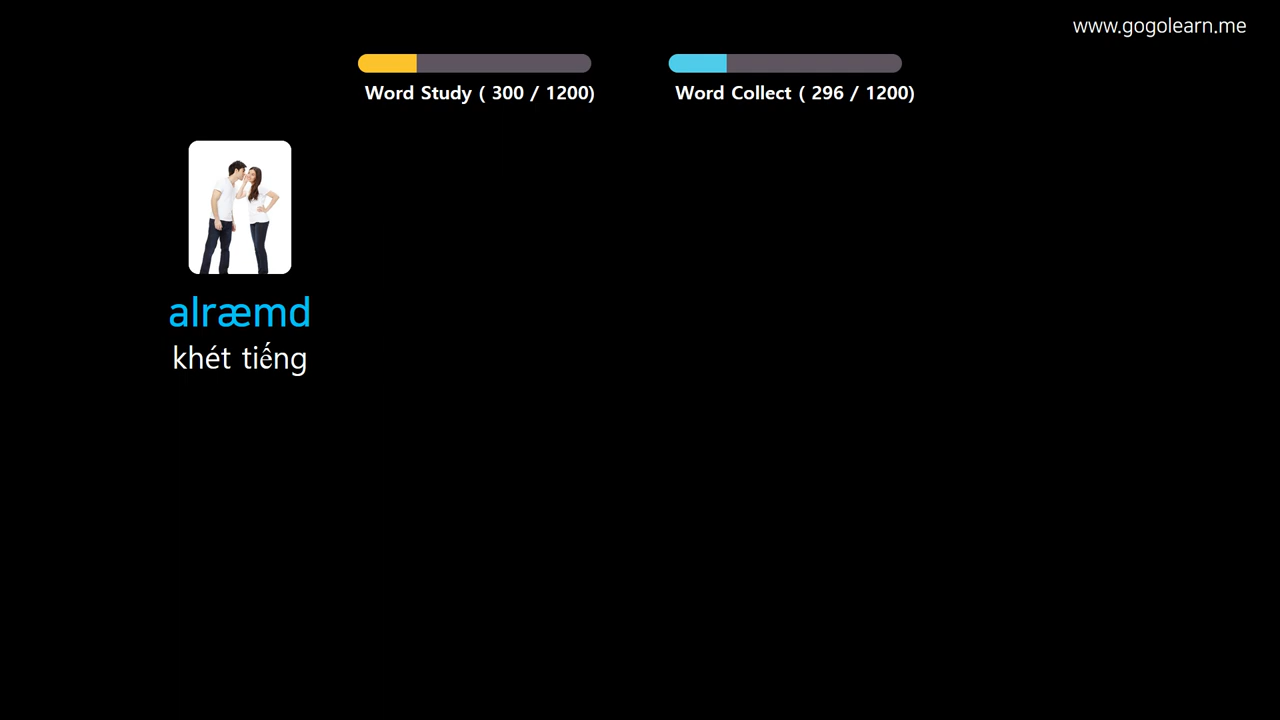 www.gogolearn.me
Word Study ( 300 / 1200)
Word Collect ( 296 / 1200)
alræmd
khét tiếng